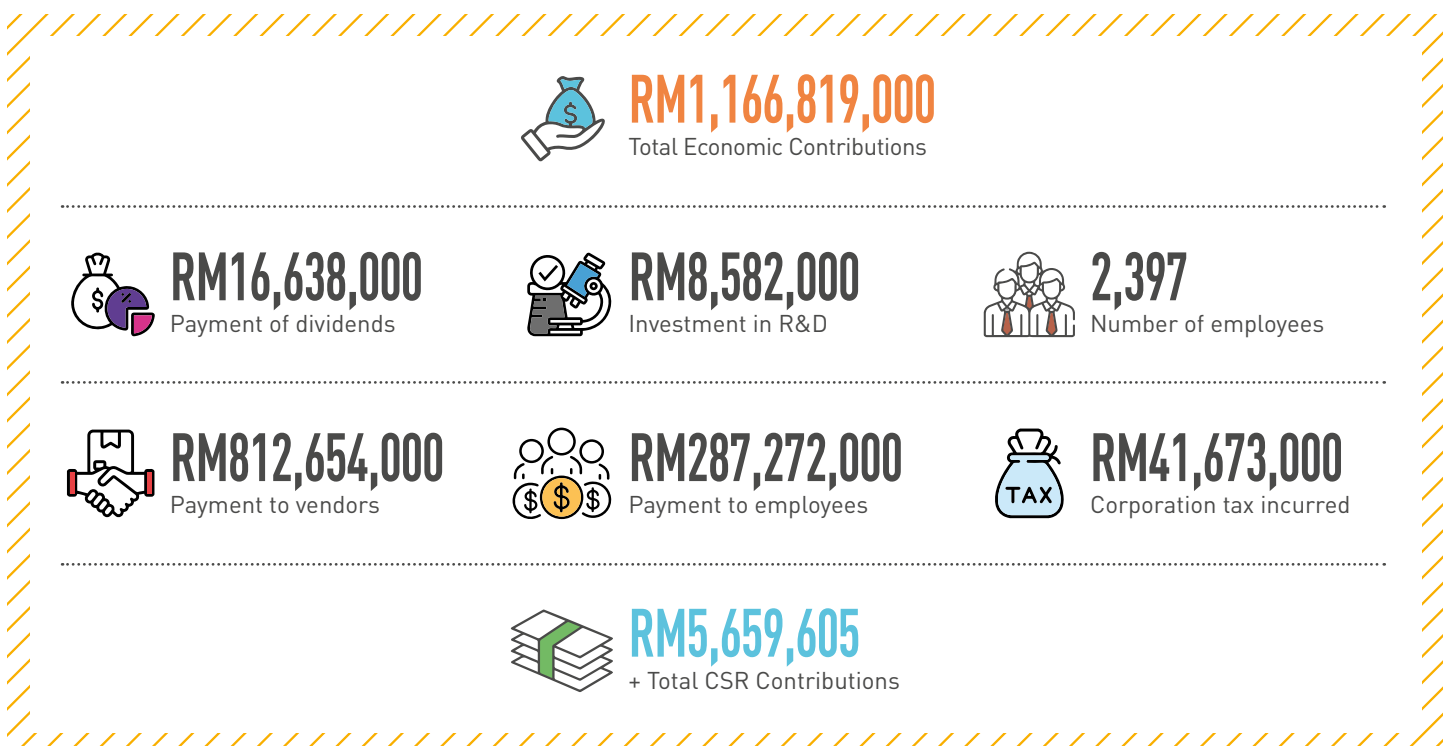 RM1,166,819,000
Total Economic Contributions
$
RM16,638,000
Payment of dividends
$
%
RM8,582,000
Investment in R&D
2,397
Number of employees
RM812,654,000
Payment to vendors
RM287,272,000
Payment to employees
$ $ $
RM41,673,000
Corporation tax incurred
TAX
RM5,659,605
+ Total CSR Contributions